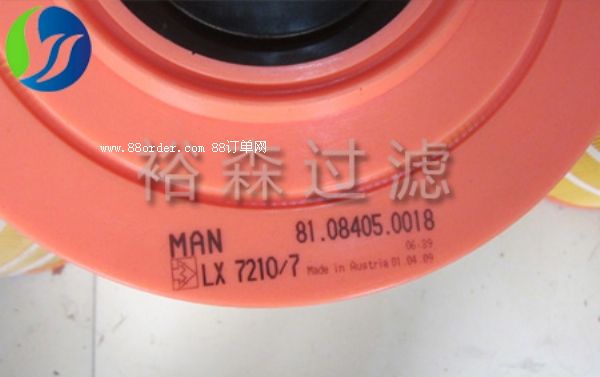 www.88order.com 88订单网
裕森过滤
MAN 81.08405.0018
06:39
LX 7210/7 Made in Austria 01.04.09